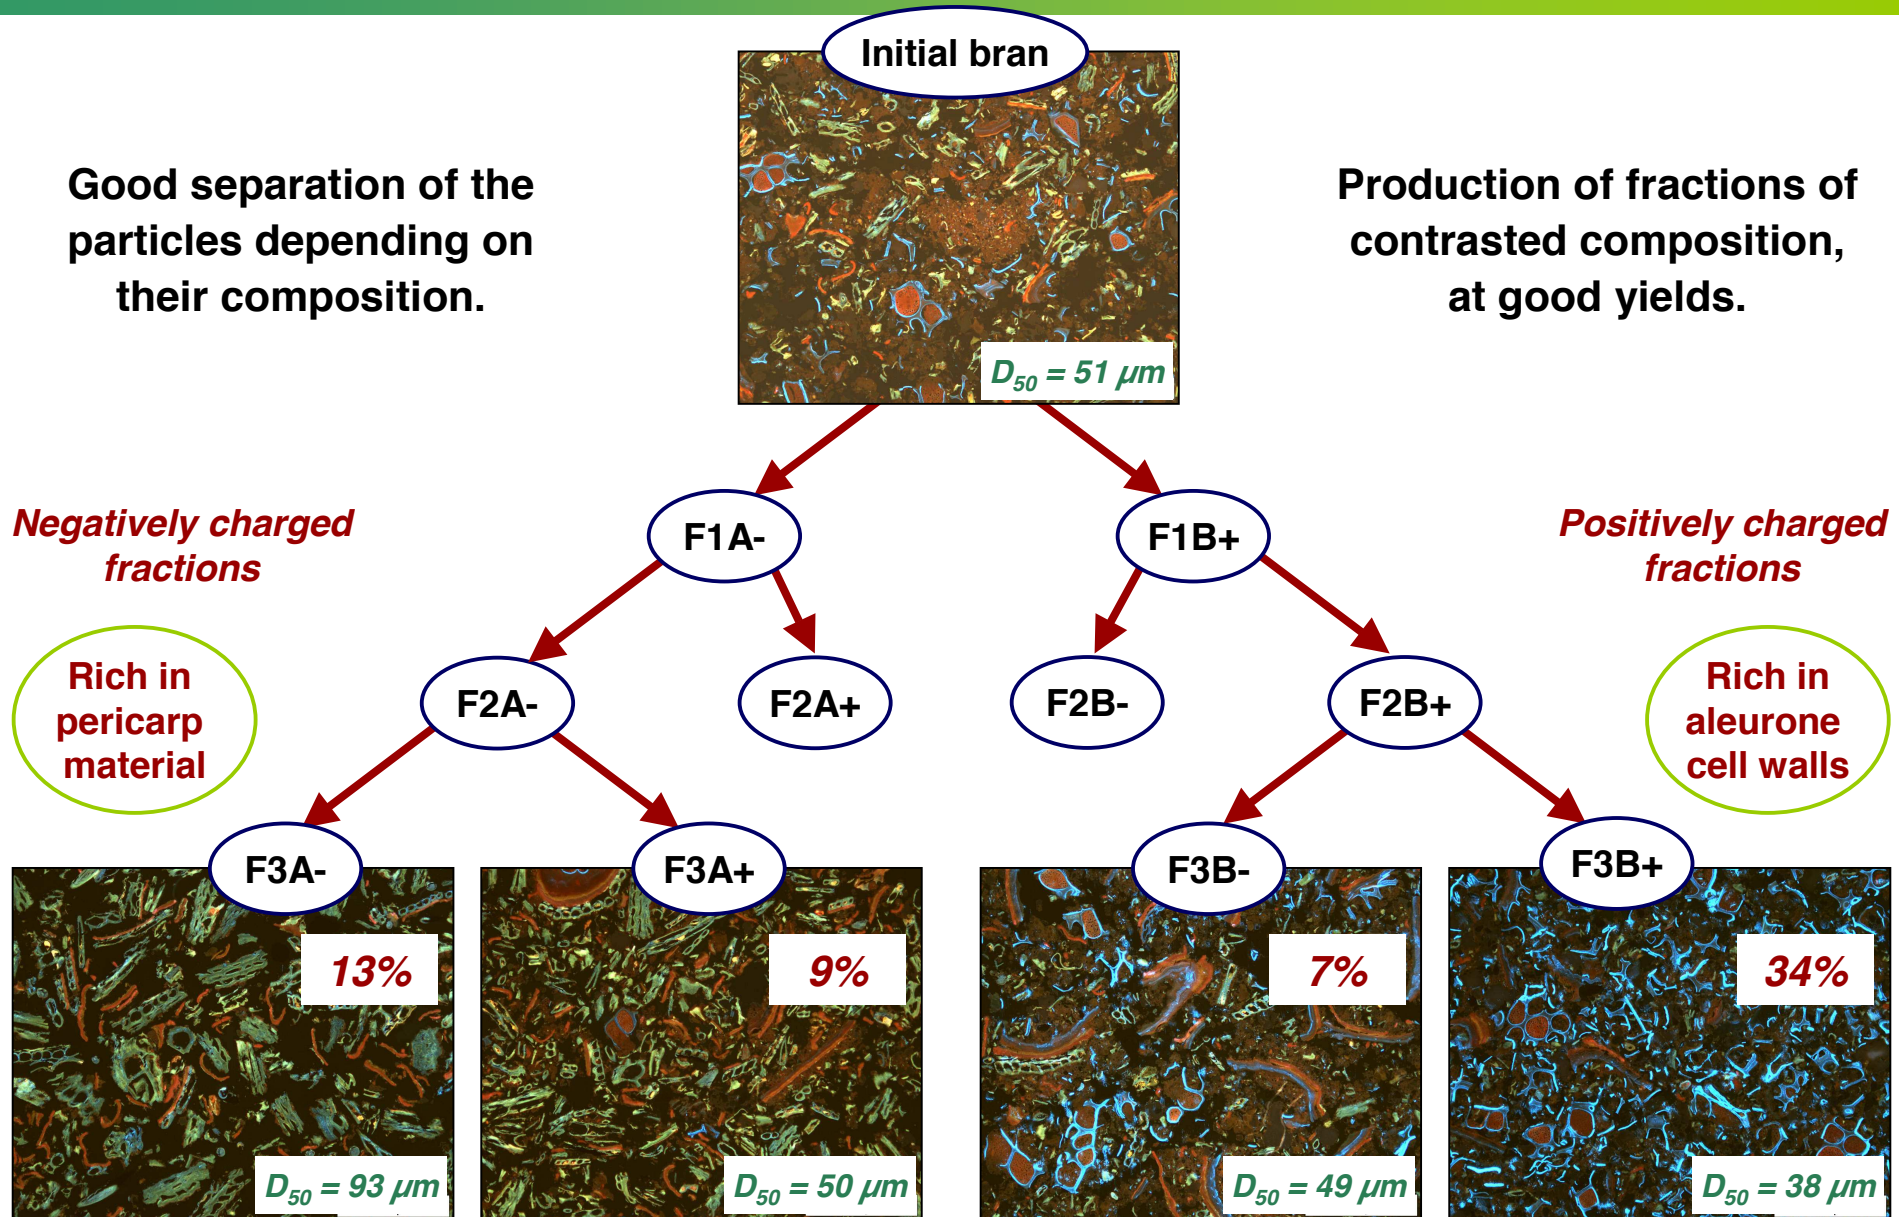 Initial bran
Good separation of the
particles depending on
their composition.
Production of fractions of
contrasted composition,
at good yields.
D50 = 51 µm
Negatively charged
fractions
F1A-
F1B+
Positively charged
fractions
Rich in
pericarp
material
F2A-
F2A+
F2B-
F2B+
Rich in
aleurone
cell walls
F3A-
F3A+
F3B-
F3B+
13%
9%
7%
34%
D50 = 93 µm
D50 = 50 µm
D50 = 49 µm
D50 = 38 µm